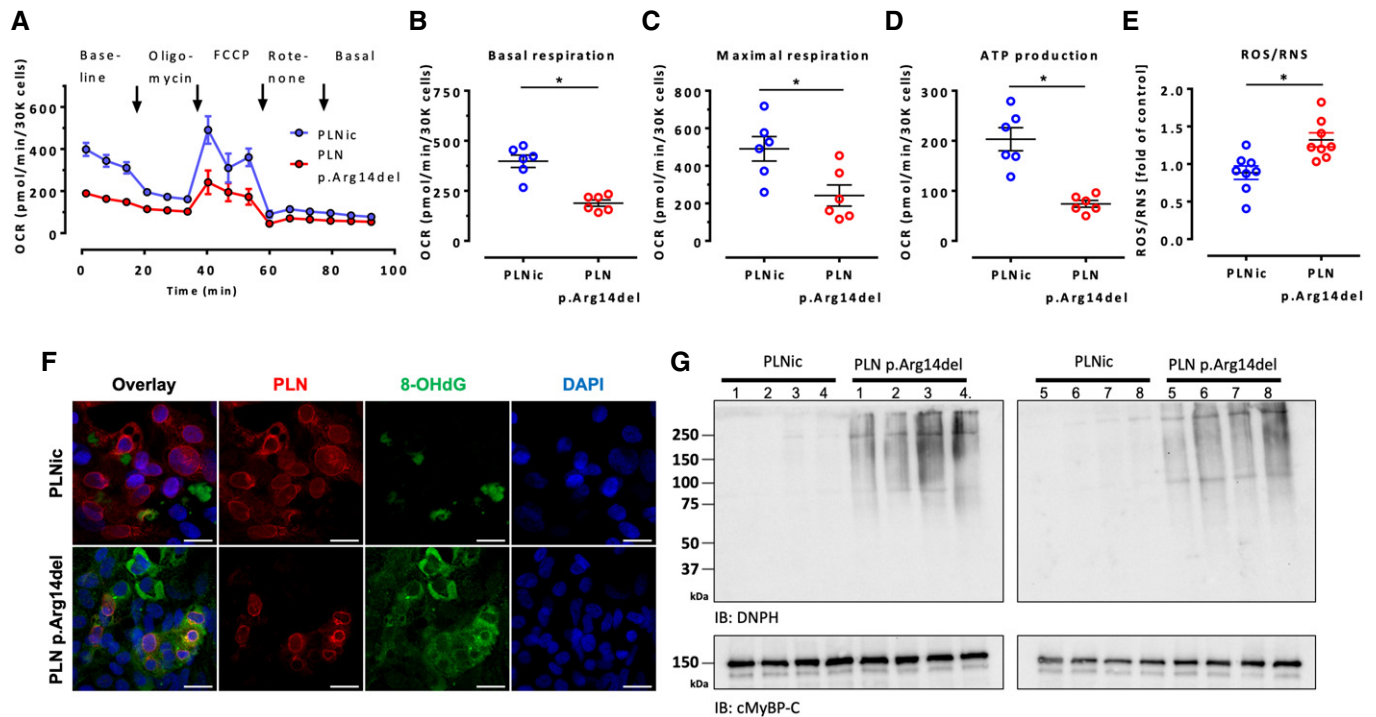 A
Base-
line
Oligo-
mycin
FCCP
Rote-
none
Basal
OCR (pmol/min/30K cells)
600
400
200
0
PLNic
PLN
p.Arg14del
0 20 40 60 80 100
Time (min)
B
Basal respiration
*
OCR (pmol/min/30K cells)
750
500
250
0
PLNic
PLN
p.Arg14del
C
Maximal respiration
*
OCR (pmol/min/30K cells)
800
600
400
200
0
PLNic
PLN
p.Arg14del
D
ATP production
*
OCR (pmol/min/30K cells)
300
200
100
0
PLNic
PLN
p.Arg14del
E
ROS/RNS
*
ROS/RNS [fold of control]
2.0
1.5
1.0
0.5
0.0
PLNic
PLN
p.Arg14del
F
Overlay PLN 8-OHdG DAPI
PLNic
PLN p.Arg14del
G
PLNic PLN p.Arg14del
1 2 3 4 1 2 3 4.
PLNic PLN p.Arg14del
5 6 7 8 5 6 7 8
250
150
100
75
50
37
kDa
IB: DNPH
150
kDa
IB: cMyBP-C